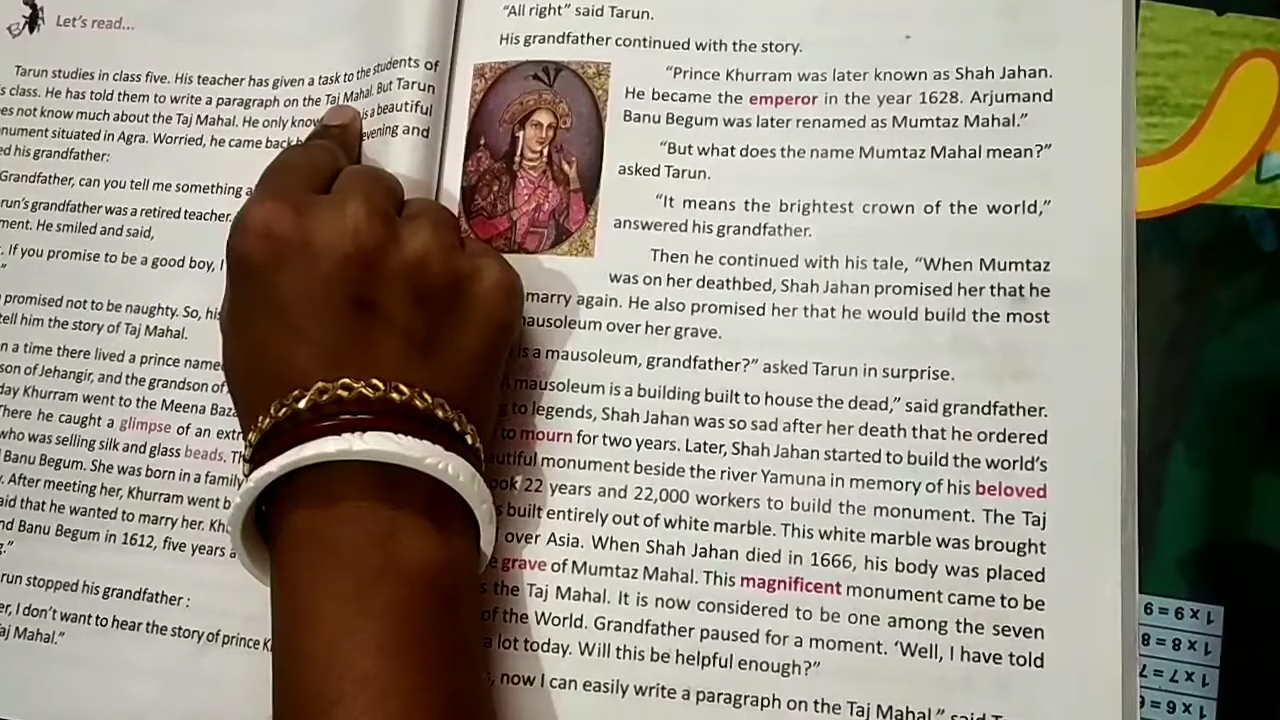 Let's read...
Tarun studies in class five. His teacher has given a task to the students of
s class. He has told them to write a paragraph on the Taj Mahal. But Tarun
es not know much about the Taj Mahal. He only know is a beautiful
nument situated in Agra. Worried, he came back evening and
ed his grandfather:
Grandfather, can you tell me something a
run's grandfather was a retired teacher.
ment. He smiled and said,
. If you promise to be a good boy, I
"
promised not to be naughty. So, his
tell him the story of Taj Mahal.
n a time there lived a prince name
son of Jehangir, and the grandson of
day Khurram went to the Meena Baza
There he caught a glimpse of an extr
who was selling silk and glass beads. Th
Banu Begum. She was born in a family
. After meeting her, Khurram went b
aid that he wanted to marry her. Khu
nd Banu Begum in 1612, five years a
g."
run stopped his grandfather :
er, I don't want to hear the story of prince K
aj Mahal."
"All right" said Tarun.
His grandfather continued with the story.
"Prince Khurram was later known as Shah Jahan.
He became the emperor in the year 1628. Arjumand
Banu Begum was later renamed as Mumtaz Mahal."
"But what does the name Mumtaz Mahal mean?"
asked Tarun.
"It means the brightest crown of the world,"
answered his grandfather.
Then he continued with his tale, "When Mumtaz
was on her deathbed, Shah Jahan promised her that he
marry again. He also promised her that he would build the most
mausoleum over her grave.
is a mausoleum, grandfather?" asked Tarun in surprise.
A mausoleum is a building built to house the dead," said grandfather.
g to legends, Shah Jahan was so sad after her death that he ordered
to mourn for two years. Later, Shah Jahan started to build the world's
autiful monument beside the river Yamuna in memory of his beloved
ook 22 years and 22,000 workers to build the monument. The Taj
s built entirely out of white marble. This white marble was brought
over Asia. When Shah Jahan died in 1666, his body was placed
e grave of Mumtaz Mahal. This magnificent monument came to be
s the Taj Mahal. It is now considered to be one among the seven
of the World. Grandfather paused for a moment. 'Well, I have told
a lot today. Will this be helpful enough?"
, now I can easily write a paragraph on the Taj Mahal," said T
1 x 6 = 6
1 x 7 = 7
1 x 8 = 8
1 x 9 = 9